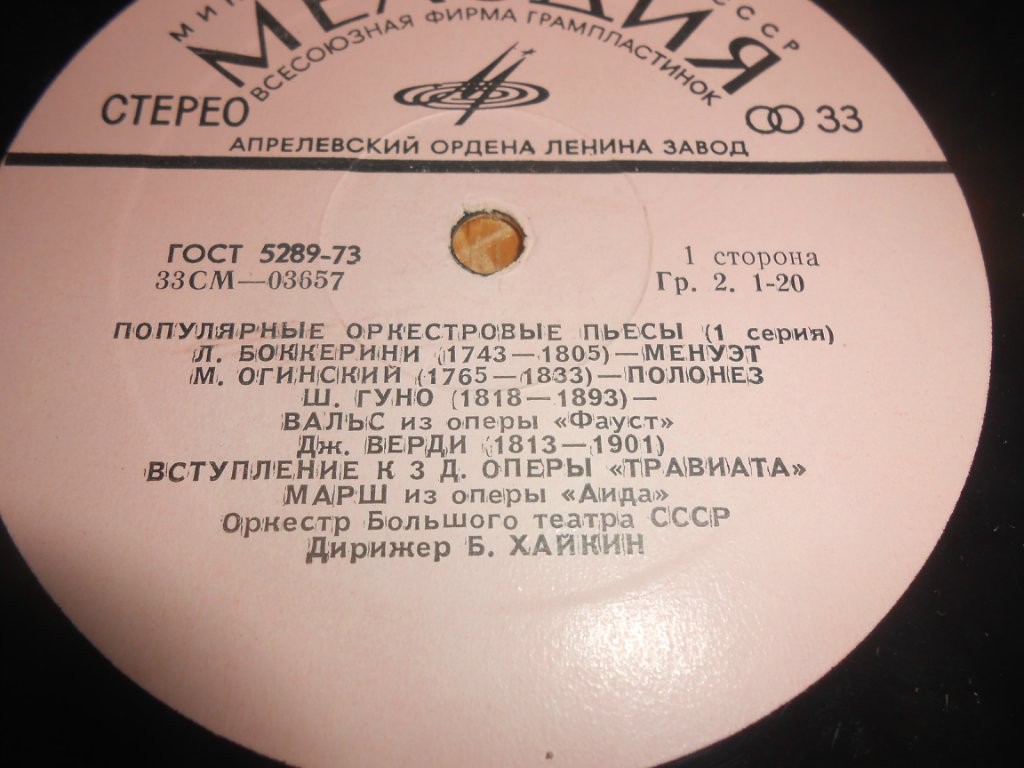 МЕЛОДИЯ
ВСЕСОЮЗНАЯ ФИРМА ГРАМПЛАСТИНОК
СТЕРЕО
33
АПРЕЛЕВСКИЙ ОРДЕНА ЛЕНИНА ЗАВОД
ГОСТ 5289-73
33СМ—03657
1 сторона
Гр. 2. 1-20
ПОПУЛЯРНЫЕ ОРКЕСТРОВЫЕ ПЬЕСЫ (1 серия)
Л. БОККЕРИНИ (1743—1805)—МЕНУЭТ
М. ОГИНСКИЙ (1765—1833)—ПОЛОНЕЗ
Ш. ГУНО (1818—1893)—
ВАЛЬС из оперы «Фауст»
Дж. ВЕРДИ (1813—1901)
ВСТУПЛЕНИЕ К 3 Д. ОПЕРЫ «ТРАВИАТА»
МАРШ из оперы «Аида»
Оркестр Большого театра СССР
Дирижер Б. ХАЙКИН